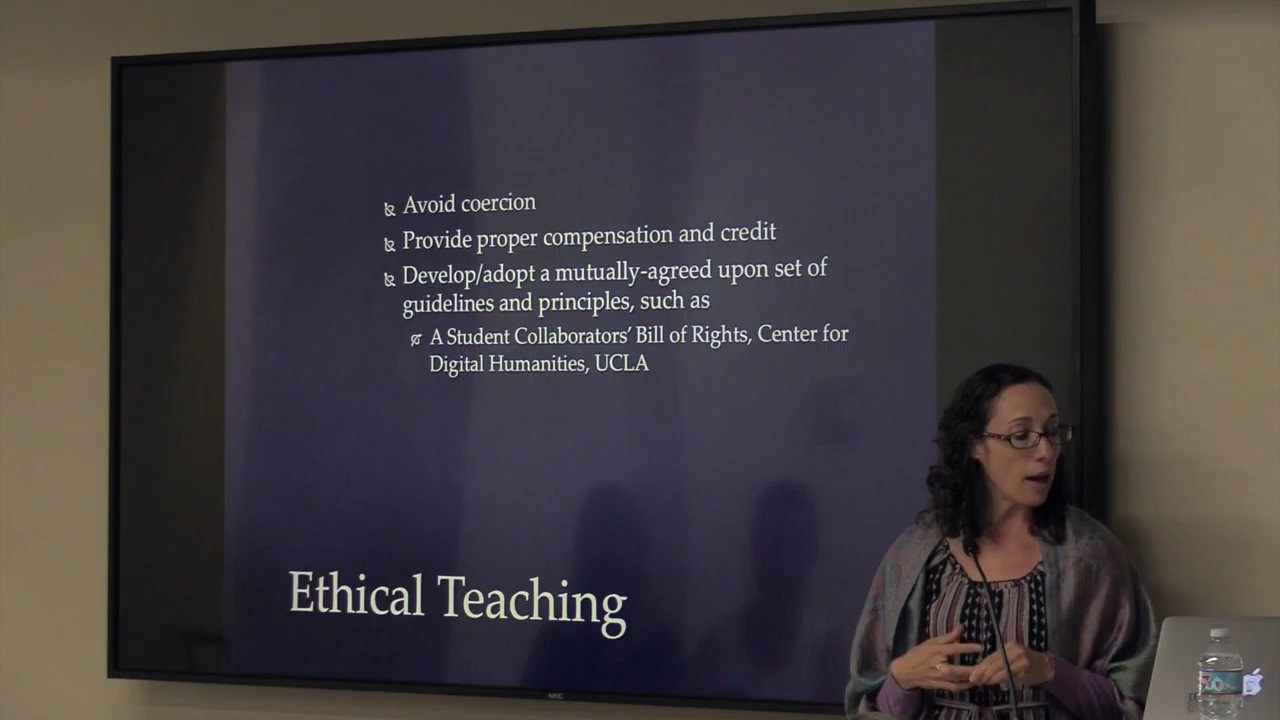 Avoid coercion
Provide proper compensation and credit
Develop/adopt a mutually-agreed upon set of
guidelines and principles, such as
A Student Collaborators' Bill of Rights, Center for
Digital Humanities, UCLA
Ethical Teaching
NEC